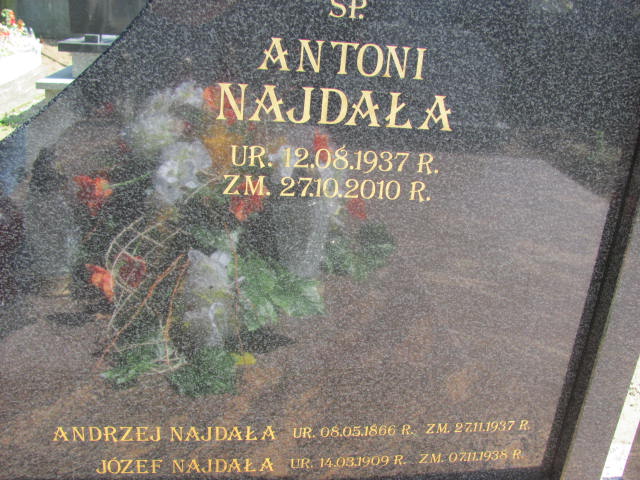 ŚP.
ANTONI
NAJDAŁA
UR. 12.08.1937 R.
ZM. 27.10.2010 R.
ANDRZEJ NAJDAŁA UR. 08.05.1866 R. ZM. 27.11.1937 R.
JÓZEF NAJDAŁA UR. 14.03.1909 R. ZM. 07.11.1938 R.